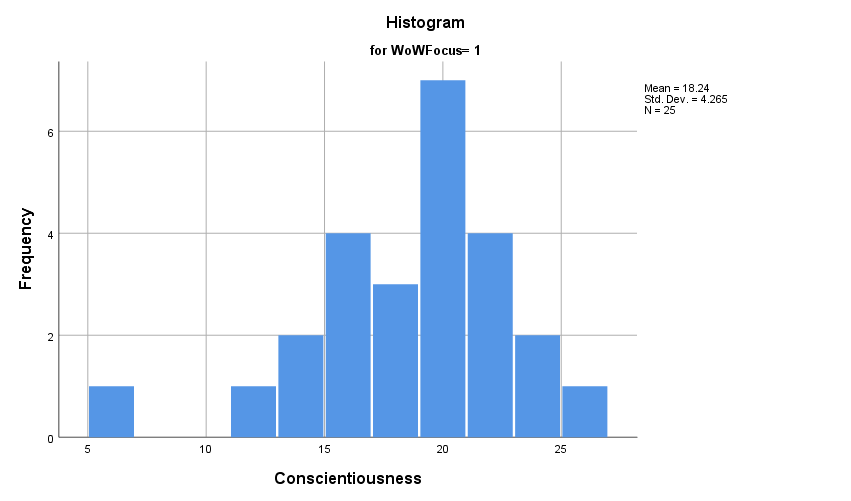 Histogram
for WoWFocus= 1
Mean = 18.24
Std. Dev. = 4.265
N = 25
Frequency
6
4
2
0
5 10 15 20 25
Conscientiousness